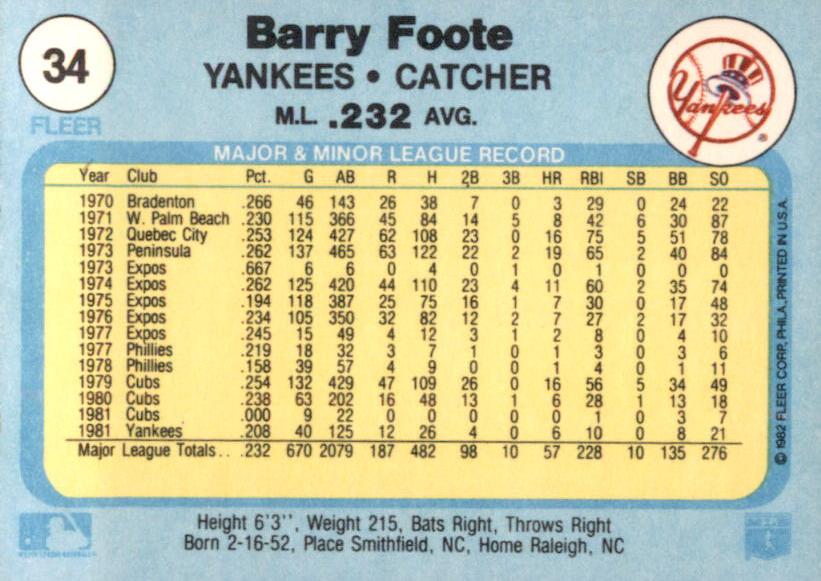 34
FLEER
Barry Foote
YANKEES • CATCHER
M.L. .232 AVG.
Yankees
®
MAJOR & MINOR LEAGUE RECORD
Year Club Pct. G AB R H 2B 3B HR RBI SB BB SO
1970 Bradenton .266 46 143 26 38 7 0 3 29 0 24 22
1971 W. Palm Beach .230 115 366 45 84 14 5 8 42 6 30 87
1972 Quebec City .253 124 427 62 108 23 0 16 75 5 51 78
1973 Peninsula .262 137 465 63 122 22 2 19 65 2 40 84
1973 Expos .667 6 6 0 4 0 1 0 1 0 0 0
1974 Expos .262 125 420 44 110 23 4 11 60 2 35 74
1975 Expos .194 118 387 25 75 16 1 7 30 0 17 48
1976 Expos .234 105 350 32 82 12 2 7 27 2 17 32
1977 Expos .245 15 49 4 12 3 1 2 8 0 4 10
1977 Phillies .219 18 32 3 7 1 0 1 3 0 3 6
1978 Phillies .158 39 57 4 9 0 0 1 4 0 1 11
1979 Cubs .254 132 429 47 109 26 0 16 56 5 34 49
1980 Cubs .238 63 202 16 48 13 1 6 28 1 13 18
1981 Cubs .000 9 22 0 0 0 0 0 1 0 3 7
1981 Yankees .208 40 125 12 26 4 0 6 10 0 8 21
Major League Totals . . .232 670 2079 187 482 98 10 57 228 10 135 276
© 1982 FLEER CORP., PHILA., PRINTED IN U.S.A.
Height 6'3'', Weight 215, Bats Right, Throws Right
Born 2-16-52, Place Smithfield, NC, Home Raleigh, NC